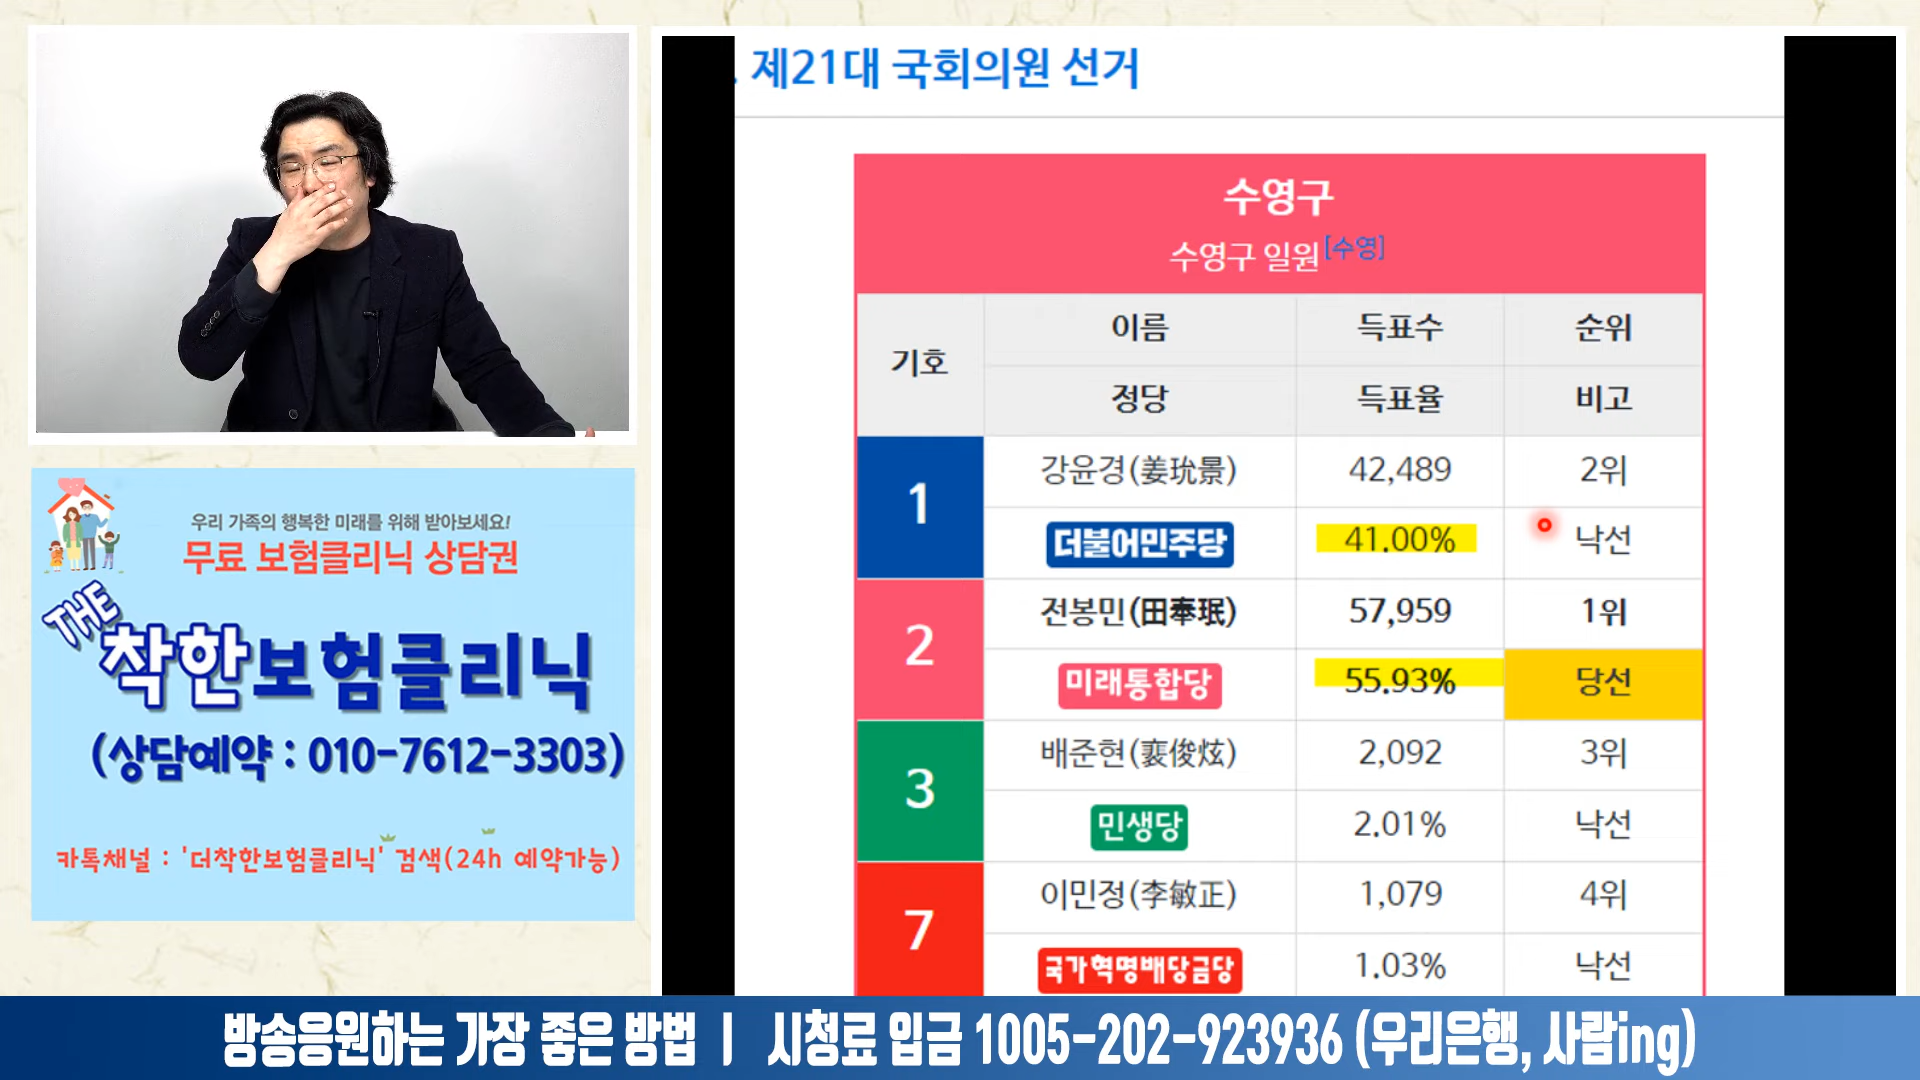 제21대 국회의원 선거
수영구
수영구 일원[수영]
기호
이름
득표수
순위
정당
득표율
비고
1
강윤경(姜玧景)
42,489
2위
더불어민주당
41.00%
낙선
2
전봉민(田奉珉)
57,959
1위
미래통합당
55.93%
당선
3
배준현(裵俊炫)
2,092
3위
민생당
2.01%
낙선
7
이민정(李敏正)
1,079
4위
국가혁명배당금당
1.03%
낙선
우리 가족의 행복한 미래를 위해 받아보세요!
무료 보험클리닉 상담권
THE
착한보험클리닉
(상담예약 : 010-7612-3303)
카톡채널 : '더착한보험클리닉' 검색(24h 예약가능)
방송응원하는 가장 좋은 방법 ㅣ 시청료 입금 1005-202-923936 (우리은행, 사람ing)